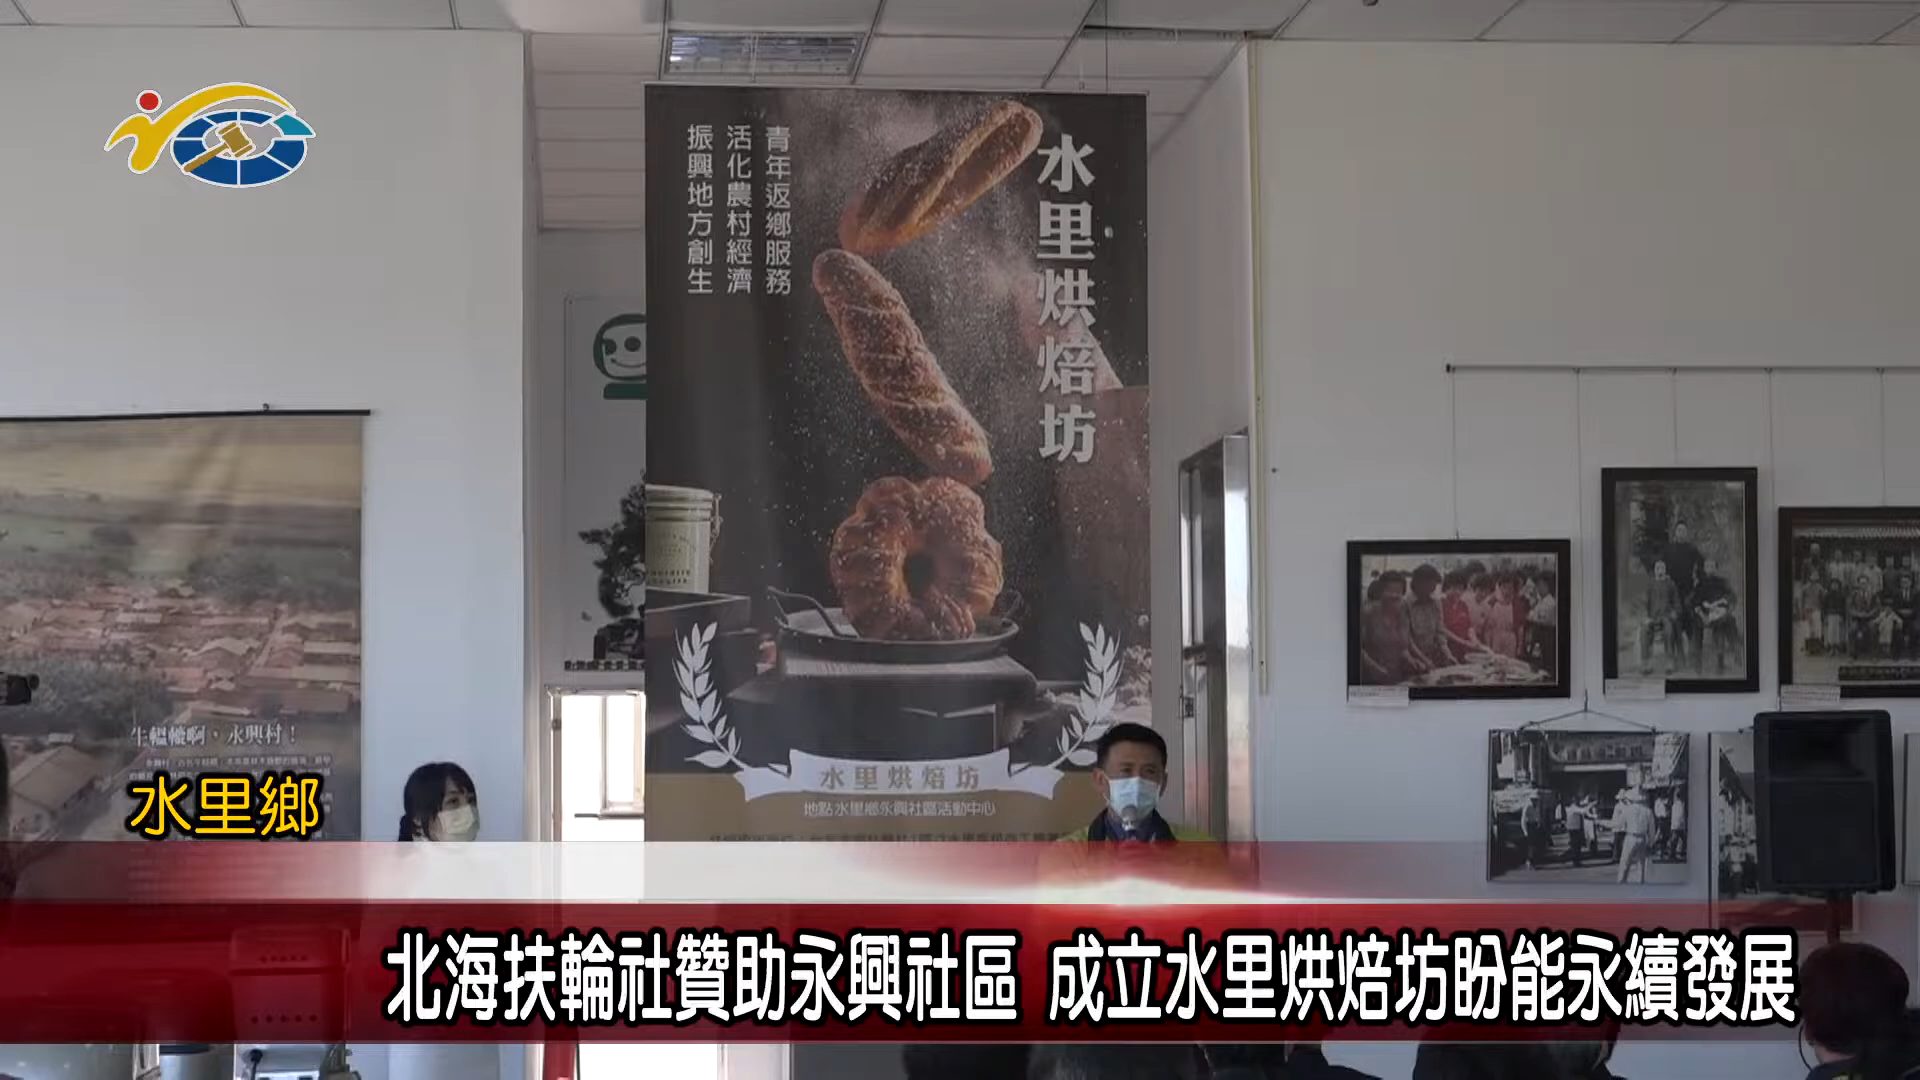 水里烘焙坊
青年返鄉服務
活化農村經濟
振興地方創生
水里烘焙坊
地點水里鄉永興社區活動中心
牛轀轆啊、永興村！
水里鄉
北海扶輪社贊助永興社區 成立水里烘焙坊盼能永續發展